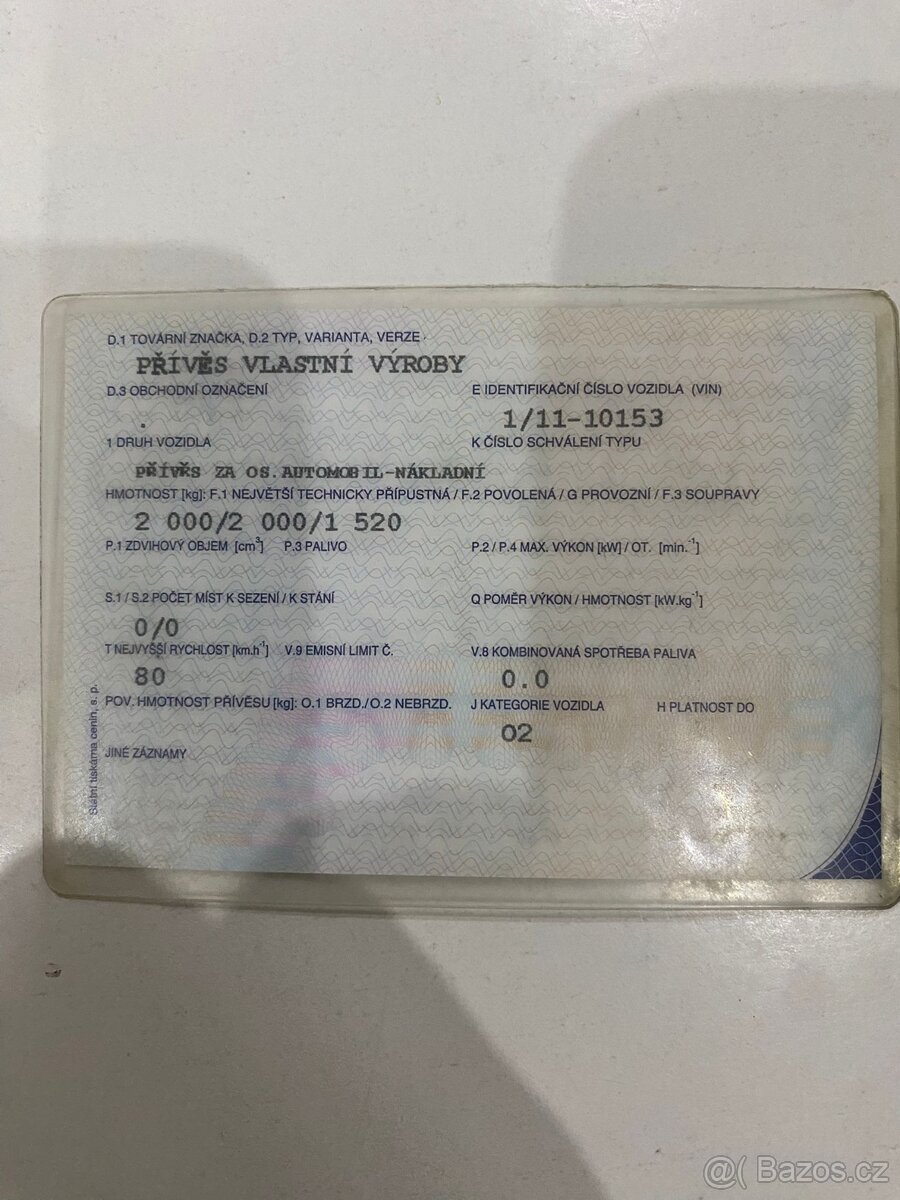 D.1 TOVÁRNÍ ZNAČKA, D.2 TYP, VARIANTA, VERZE
PŘÍVĚS VLASTNÍ VÝROBY
D.3 OBCHODNÍ OZNAČENÍ E IDENTIFIKAČNÍ ČÍSLO VOZIDLA (VIN)
. 1/11-10153
1 DRUH VOZIDLA K ČÍSLO SCHVÁLENÍ TYPU
PŘÍVĚS ZA OS.AUTOMOBIL-NÁKLADNÍ
HMOTNOST [kg]: F.1 NEJVĚTŠÍ TECHNICKY PŘÍPUSTNÁ / F.2 POVOLENÁ / G PROVOZNÍ / F.3 SOUPRAVY
2 000/2 000/1 520
P.1 ZDVIHOVÝ OBJEM [cm³] P.3 PALIVO P.2 / P.4 MAX. VÝKON [kW] / OT. [min.⁻¹]
S.1 / S.2 POČET MÍST K SEZENÍ / K STÁNÍ Q POMĚR VÝKON / HMOTNOST [kW.kg⁻¹]
0/0
T NEJVYŠŠÍ RYCHLOST [km.h⁻¹] V.9 EMISNÍ LIMIT Č. V.8 KOMBINOVANÁ SPOTŘEBA PALIVA
80 0.0
POV. HMOTNOST PŘÍVĚSU [kg]: O.1 BRZD./O.2 NEBRZD. J KATEGORIE VOZIDLA H PLATNOST DO
O2
JINÉ ZÁZNAMY
Státní tiskárna cenin, s. p.
@( Bazos.cz